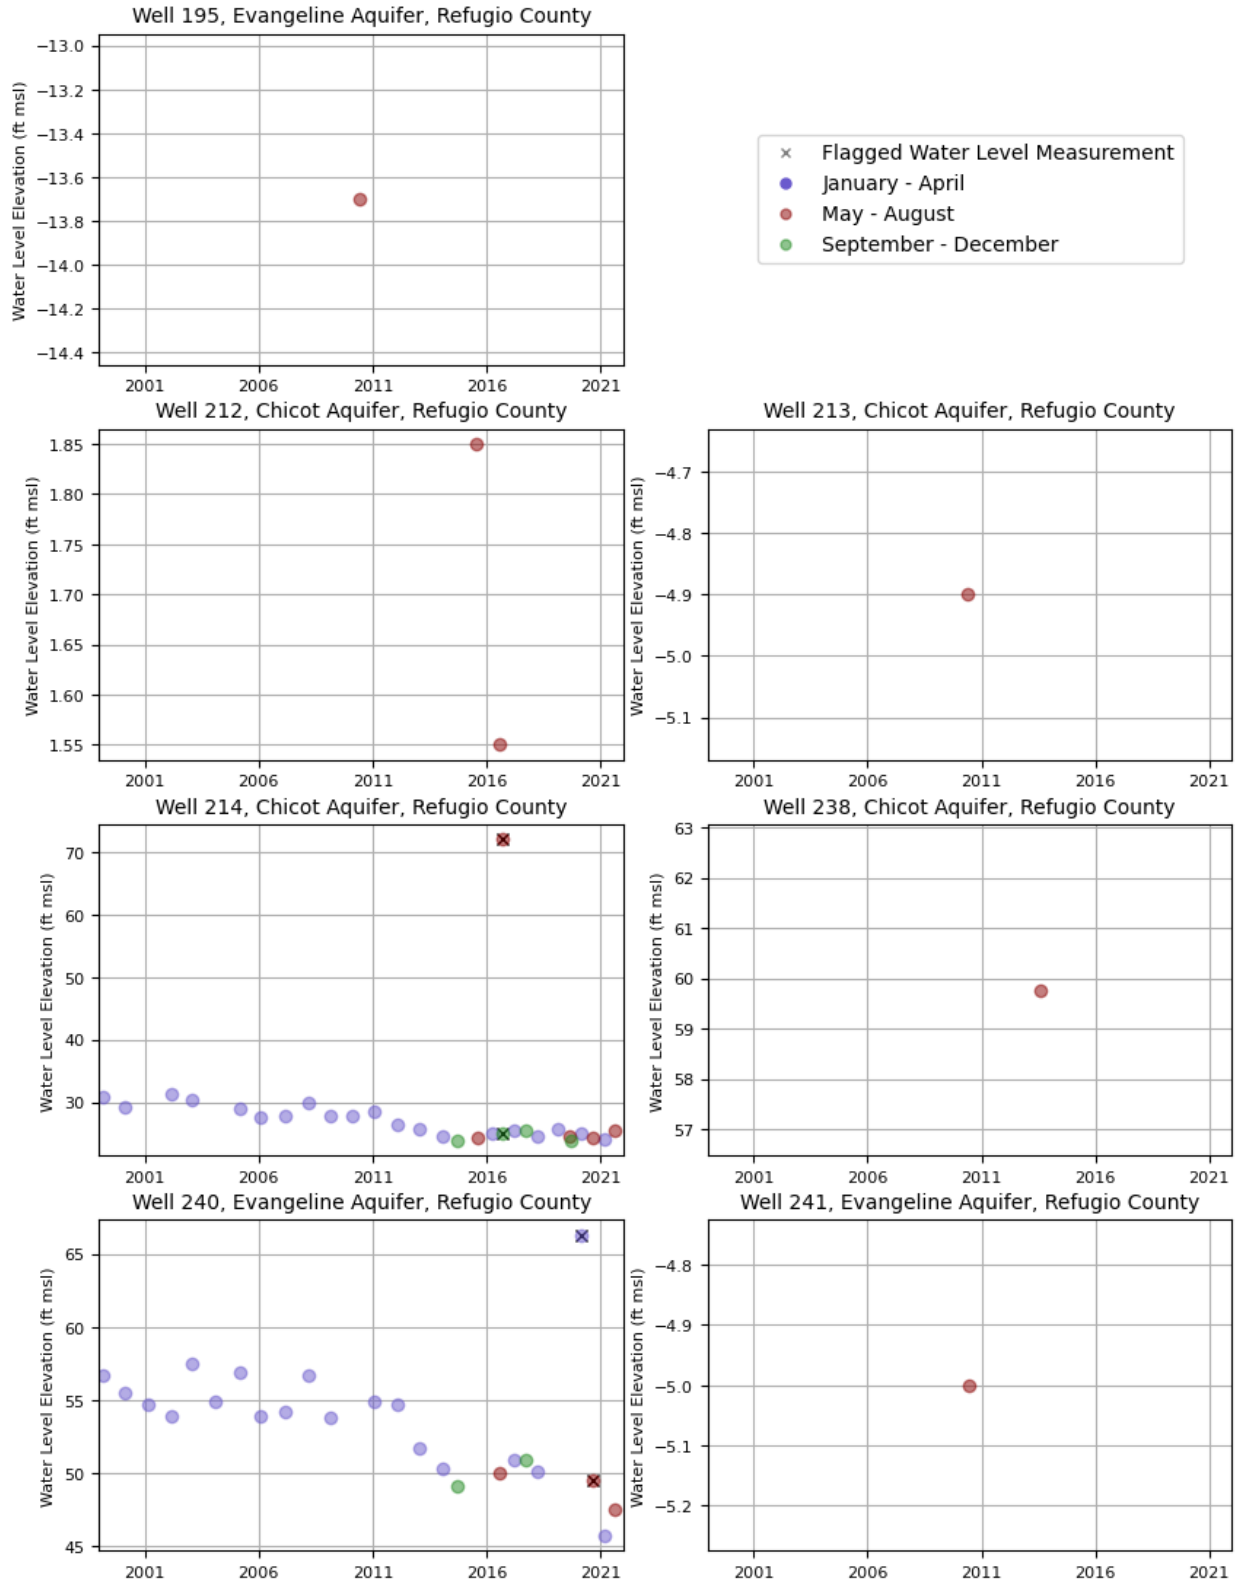 Well 195, Evangeline Aquifer, Refugio County
Water Level Elevation (ft msl)
−13.0
−13.2
−13.4
−13.6
−13.8
−14.0
−14.2
−14.4
2001 2006 2011 2016 2021
Flagged Water Level Measurement
January - April
May - August
September - December
Well 212, Chicot Aquifer, Refugio County
Water Level Elevation (ft msl)
1.85
1.80
1.75
1.70
1.65
1.60
1.55
2001 2006 2011 2016 2021
Well 213, Chicot Aquifer, Refugio County
Water Level Elevation (ft msl)
−4.7
−4.8
−4.9
−5.0
−5.1
2001 2006 2011 2016 2021
Well 214, Chicot Aquifer, Refugio County
Water Level Elevation (ft msl)
70
60
50
40
30
2001 2006 2011 2016 2021
Well 238, Chicot Aquifer, Refugio County
Water Level Elevation (ft msl)
63
62
61
60
59
58
57
2001 2006 2011 2016 2021
Well 240, Evangeline Aquifer, Refugio County
Water Level Elevation (ft msl)
65
60
55
50
45
2001 2006 2011 2016 2021
Well 241, Evangeline Aquifer, Refugio County
Water Level Elevation (ft msl)
−4.8
−4.9
−5.0
−5.1
−5.2
2001 2006 2011 2016 2021